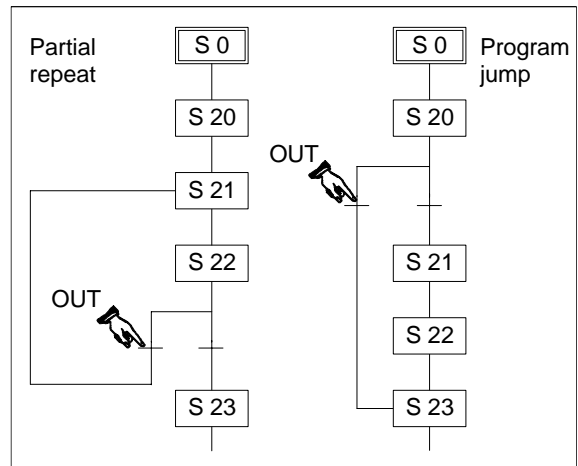 Partial
repeat
S 0
S 20
S 21
S 22
OUT
S 23
S 0
Program
jump
S 20
OUT
S 21
S 22
S 23